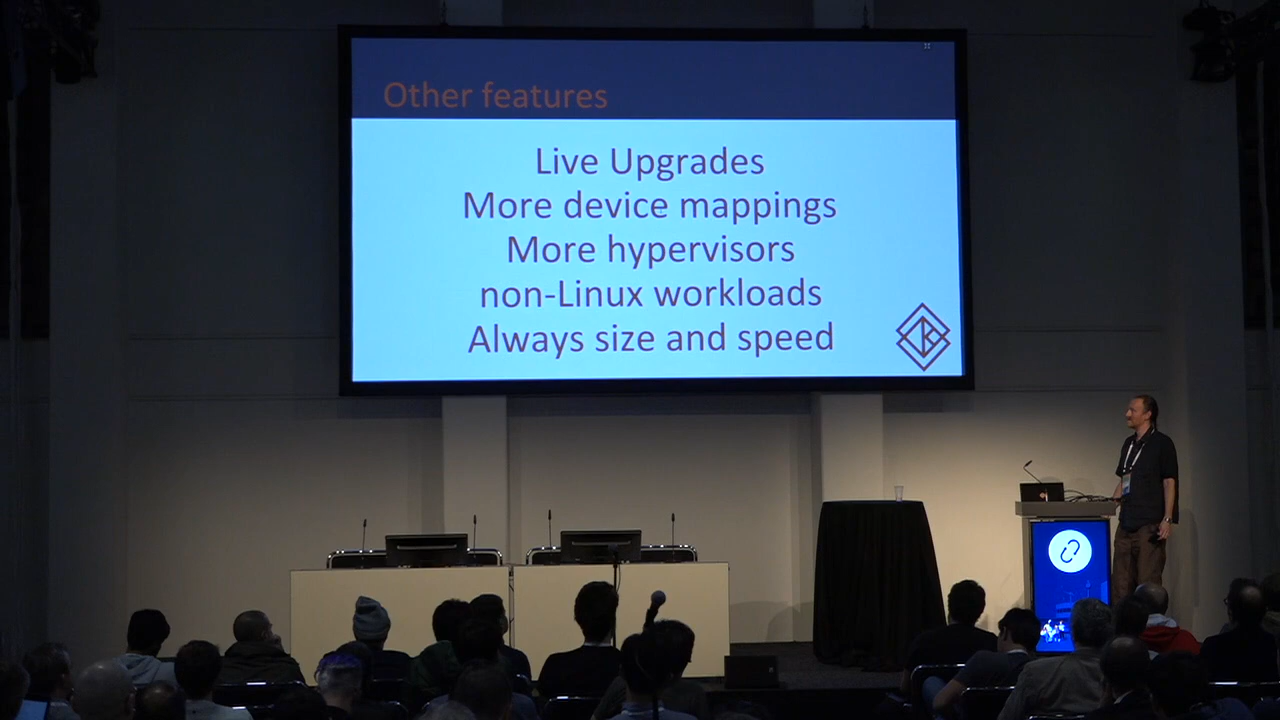 Other features
Live Upgrades
More device mappings
More hypervisors
non-Linux workloads
Always size and speed